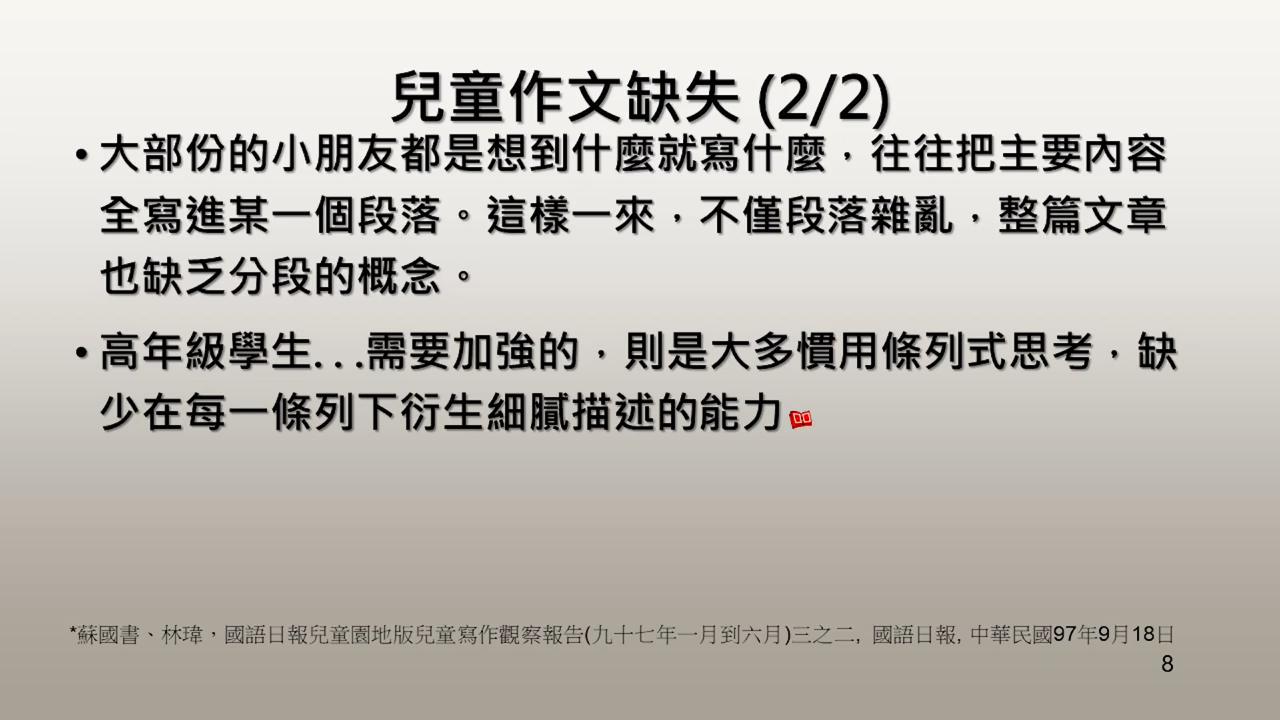 兒童作文缺失 (2/2)
• 大部份的小朋友都是想到什麼就寫什麼，往往把主要內容
全寫進某一個段落。這樣一來，不僅段落雜亂，整篇文章
也缺乏分段的概念。
• 高年級學生...需要加強的，則是大多慣用條列式思考，缺
少在每一條列下衍生細膩描述的能力
*蘇國書、林瑋，國語日報兒童園地版兒童寫作觀察報告(九十七年一月到六月)三之二, 國語日報, 中華民國97年9月18日
8